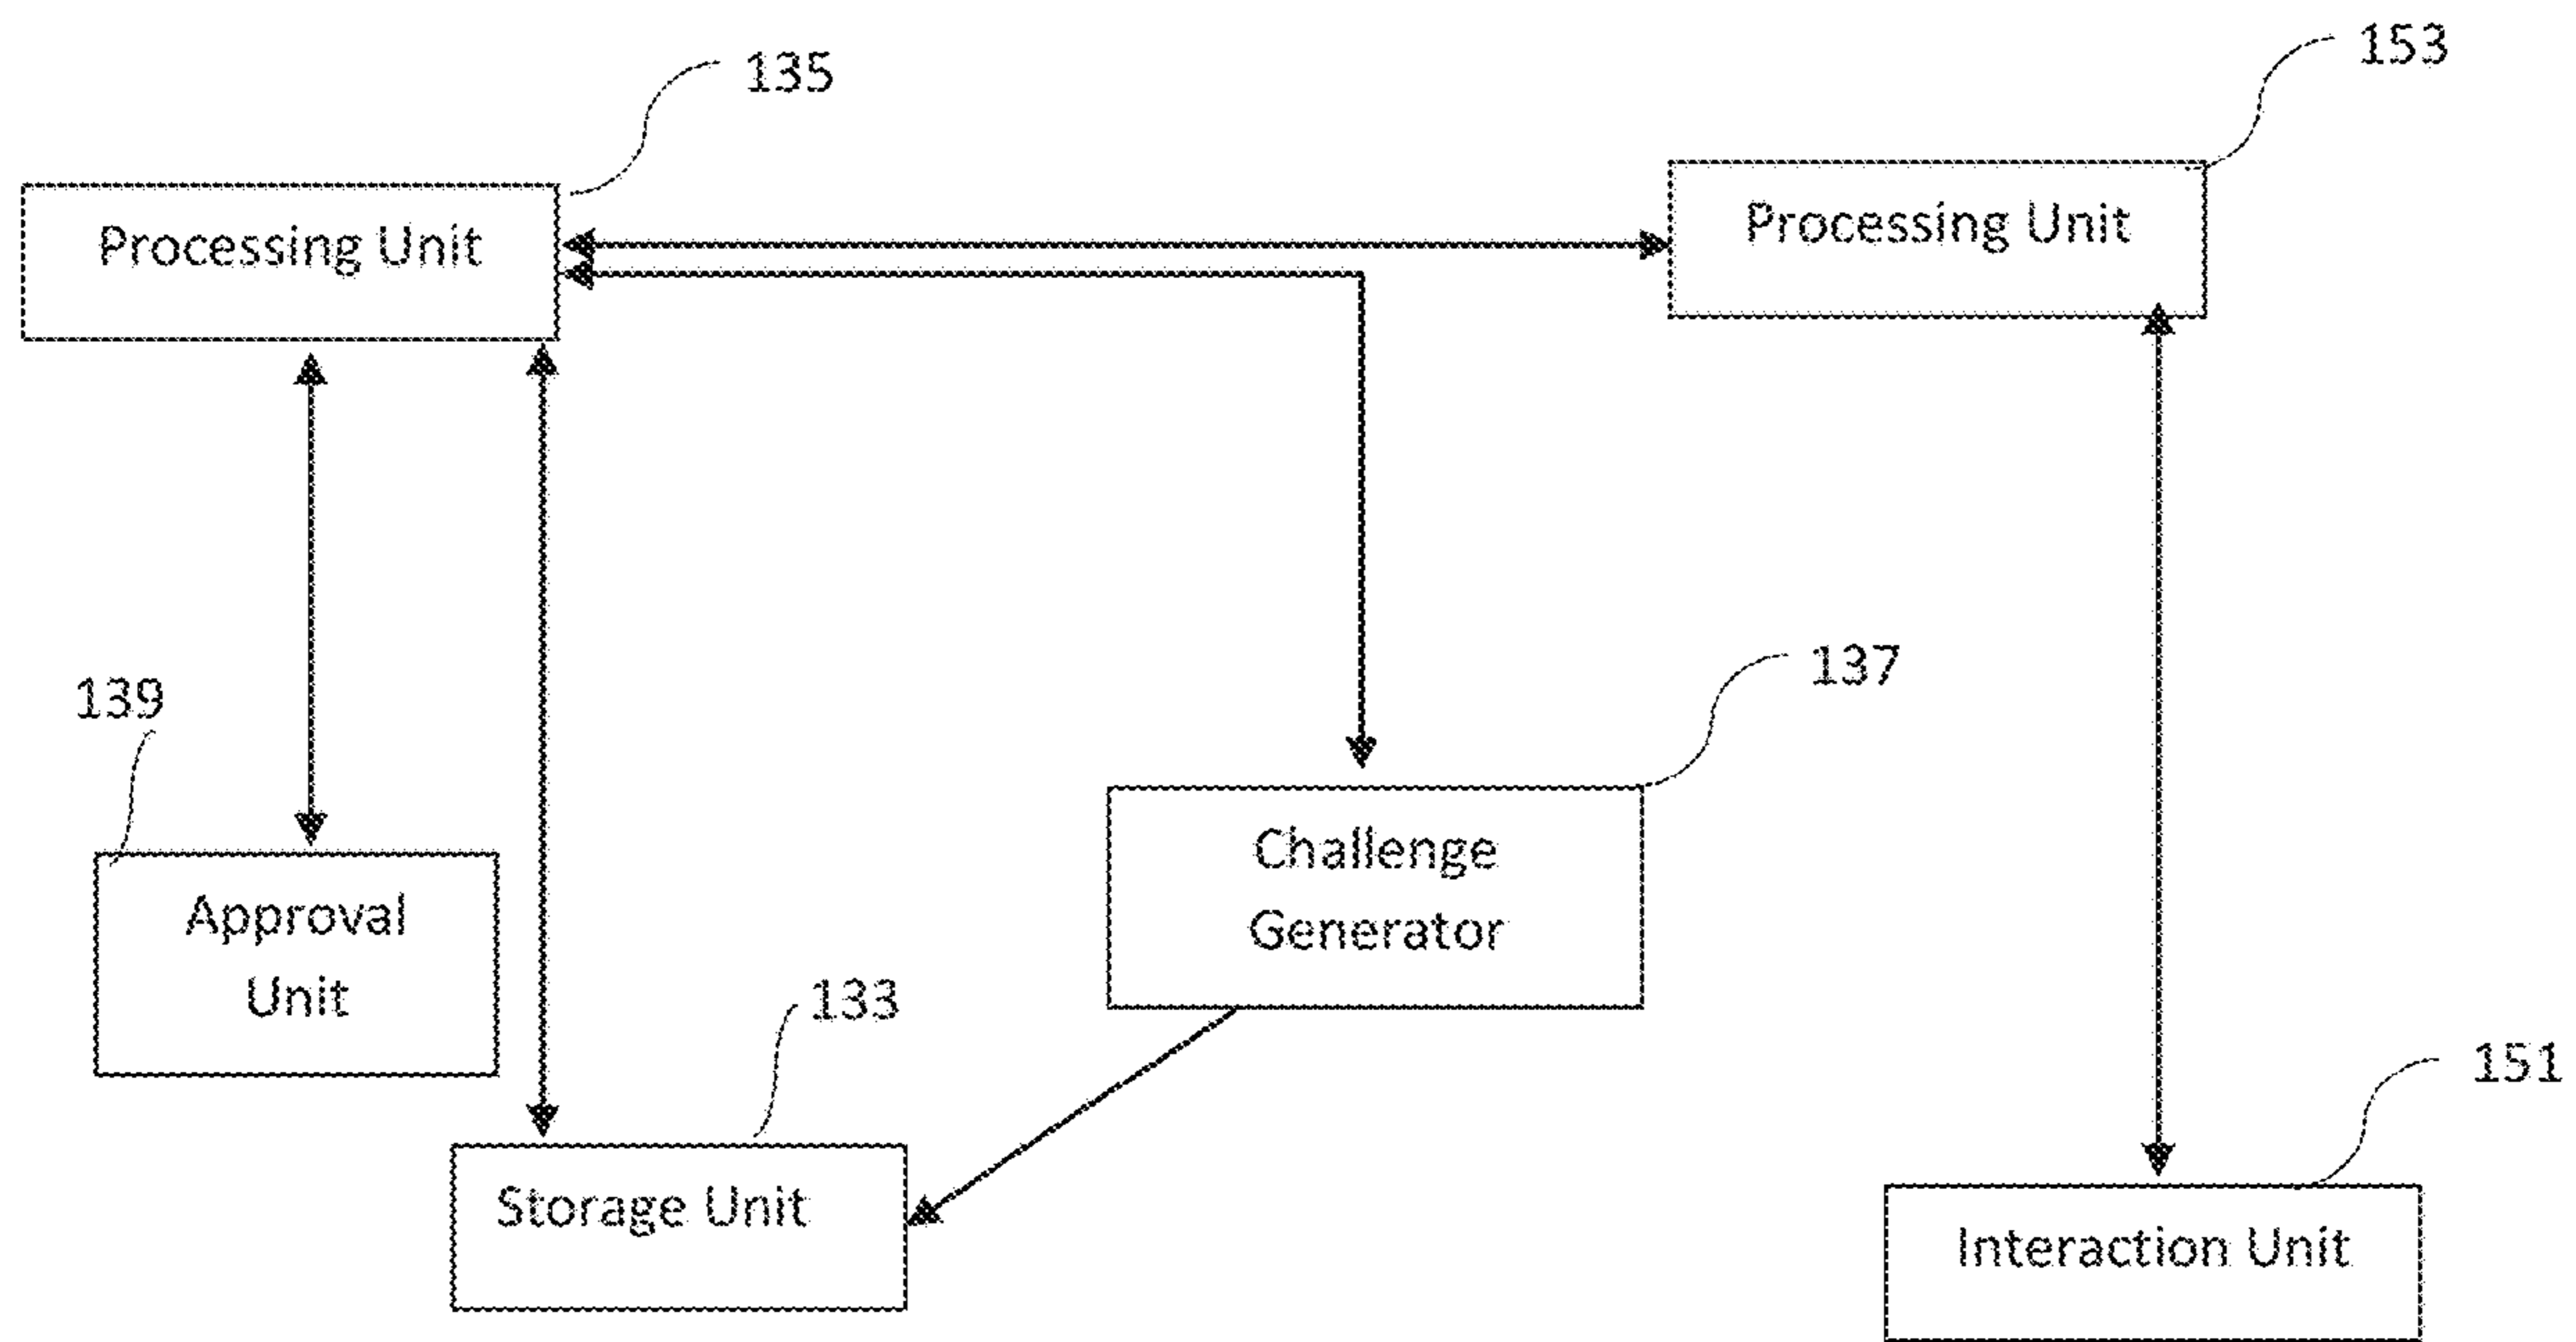 135
153
Processing Unit
Processing Unit
139
137
Challenge
Generator
Approval
Unit
133
151
Storage Unit
Interaction Unit